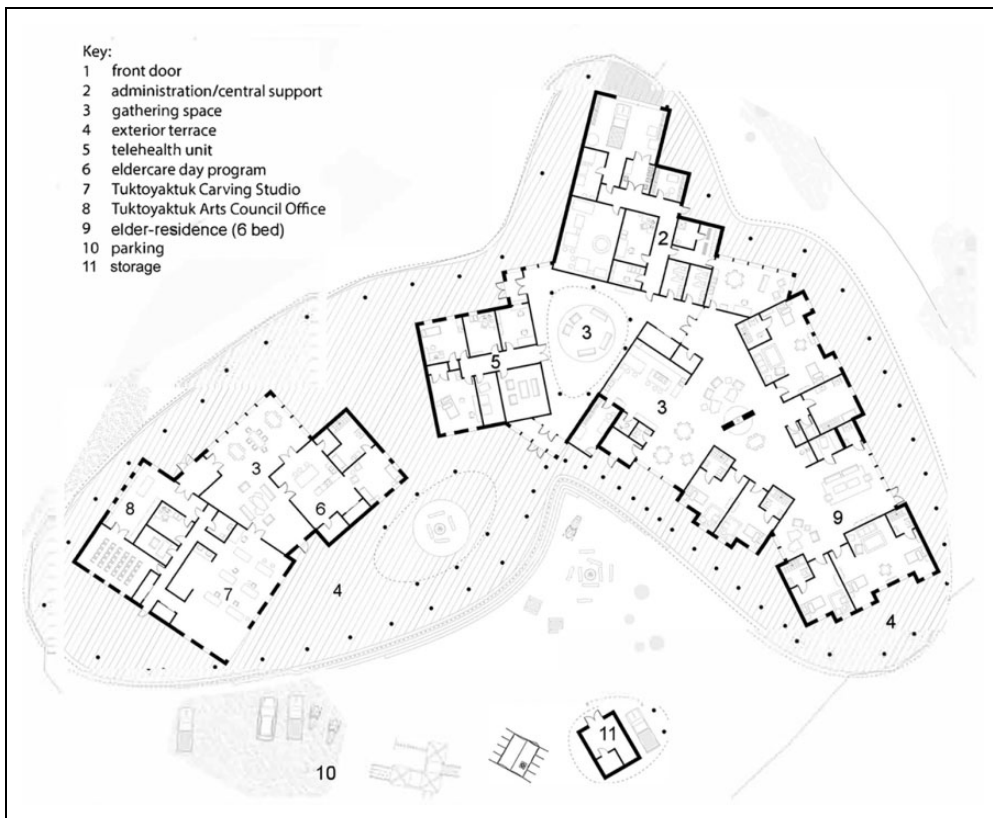 Key:
1 front door
2 administration/central support
3 gathering space
4 exterior terrace
5 telehealth unit
6 eldercare day program
7 Tuktoyaktuk Carving Studio
8 Tuktoyaktuk Arts Council Office
9 elder-residence (6 bed)
10 parking
11 storage
2
3
5
3
3
8
6
9
7
4
4
11
10